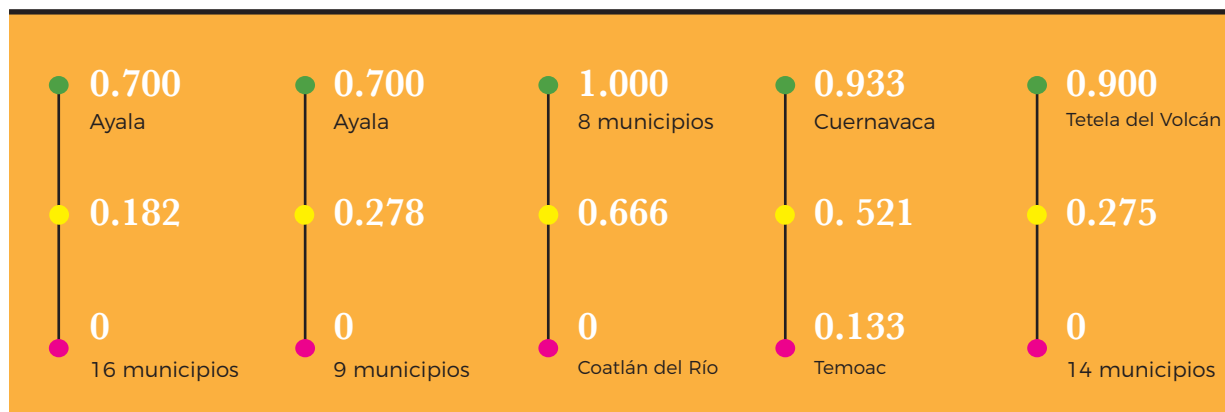 0.700
Ayala
0.182
0
16 municipios
0.700
Ayala
0.278
0
9 municipios
1.000
8 municipios
0.666
0
Coatlán del Río
0.933
Cuernavaca
0. 521
0.133
Temoac
0.900
Tetela del Volcán
0.275
0
14 municipios